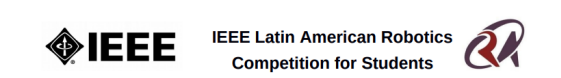 IEEE
IEEE Latin American Robotics
Competition for Students